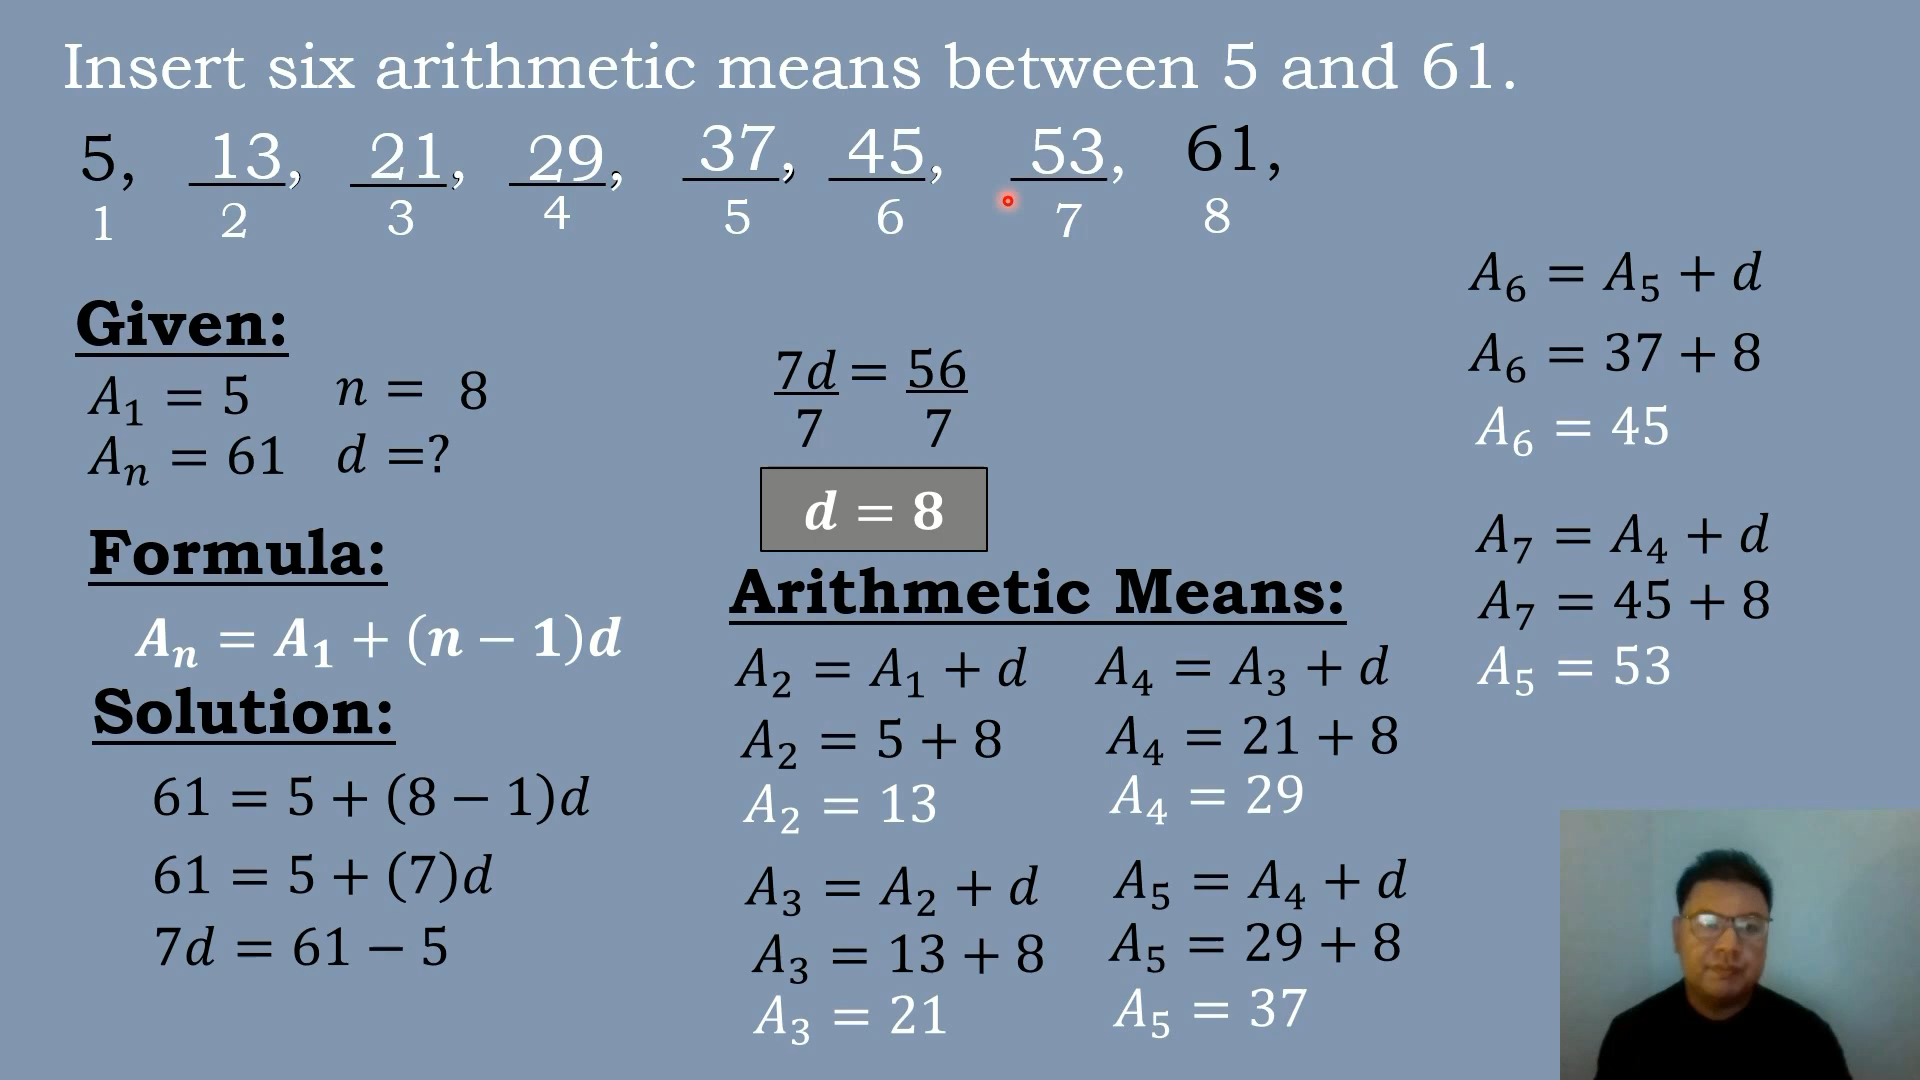 Insert six arithmetic means between 5 and 61.
5, 13, 21, 29, 37, 45, 53, 61,
1 2 3 4 5 6 7 8
Given:
A₁ = 5 n = 8
Aₙ = 61 d =?
Formula:
Aₙ = A₁ + (n − 1)d
Solution:
61 = 5 + (8 − 1)d
61 = 5 + (7)d
7d = 61 − 5
7d = 56
7 7
d = 8
Arithmetic Means:
A₂ = A₁ + d
A₂ = 5 + 8
A₂ = 13
A₃ = A₂ + d
A₃ = 13 + 8
A₃ = 21
A₄ = A₃ + d
A₄ = 21 + 8
A₄ = 29
A₅ = A₄ + d
A₅ = 29 + 8
A₅ = 37
A₆ = A₅ + d
A₆ = 37 + 8
A₆ = 45
A₇ = A₄ + d
A₇ = 45 + 8
A₅ = 53